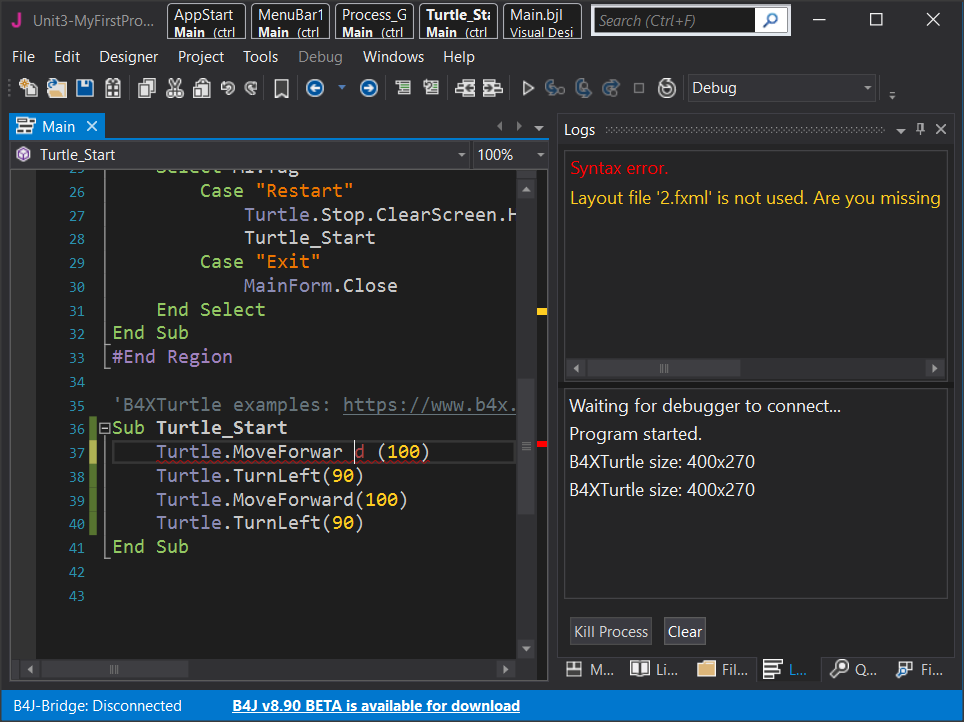 Unit3-MyFirstPro...
AppStart
Main (ctrl
MenuBar1
Main (ctrl
Process_G
Main (ctrl
Turtle_Sta
Main (ctrl
Main.bjl
Visual Desi
Search (Ctrl+F)
File Edit Designer Project Tools Debug Windows Help
Debug
Main
Turtle_Start 100%
25 Select Mi.Tag
26 Case "Restart"
27 Turtle.Stop.ClearScreen.H
28 Turtle_Start
29 Case "Exit"
30 MainForm.Close
31 End Select
32 End Sub
33 #End Region
34
35 'B4XTurtle examples: https://www.b4x.
36 Sub Turtle_Start
37 Turtle.MoveForwar d (100)
38 Turtle.TurnLeft(90)
39 Turtle.MoveForward(100)
40 Turtle.TurnLeft(90)
41 End Sub
42
43
Logs
Syntax error.
Layout file '2.fxml' is not used. Are you missing
Waiting for debugger to connect...
Program started.
B4XTurtle size: 400x270
B4XTurtle size: 400x270
Kill Process Clear
M... Li... Fil... L... Q... Fi...
B4J-Bridge: Disconnected B4J v8.90 BETA is available for download